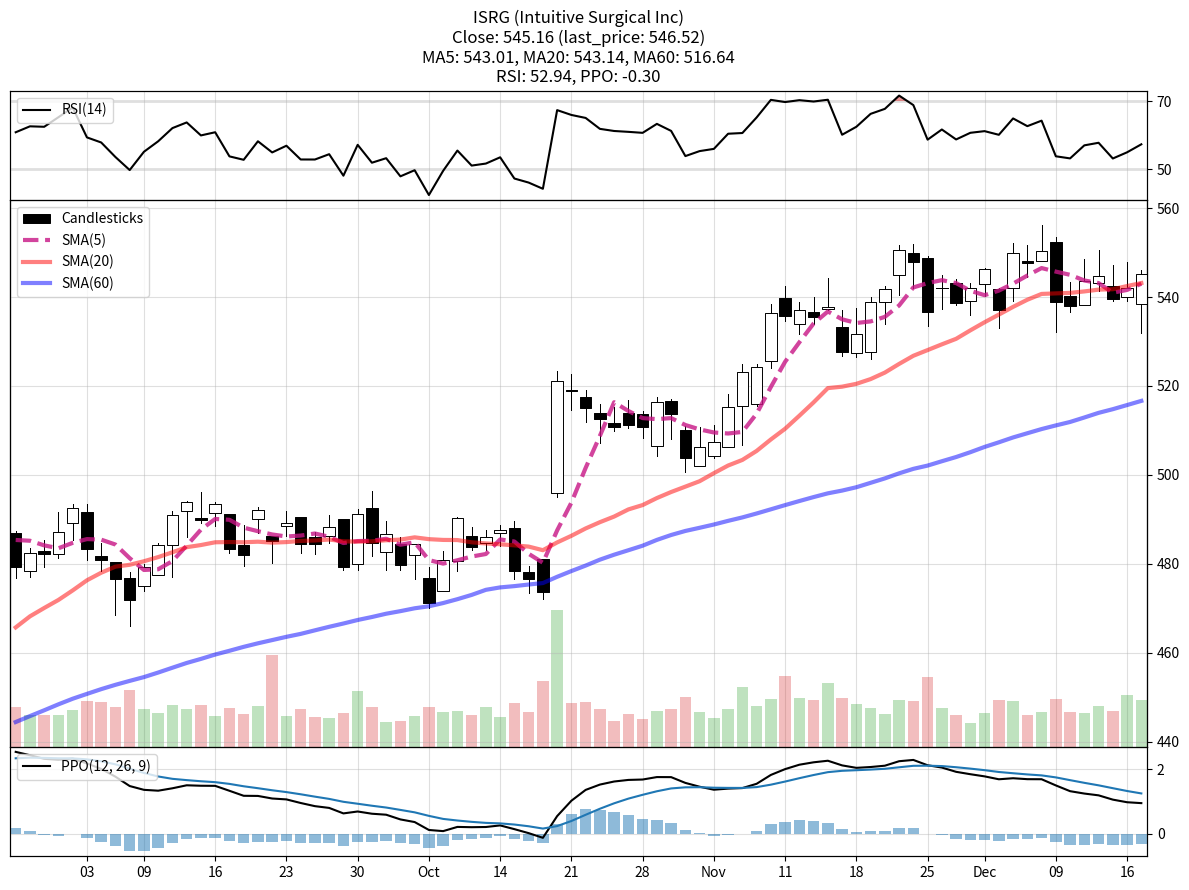 ISRG (Intuitive Surgical Inc)
Close: 545.16 (last_price: 546.52)
MA5: 543.01, MA20: 543.14, MA60: 516.64
RSI: 52.94, PPO: -0.30
RSI(14)
70
50
Candlesticks
SMA(5)
SMA(20)
SMA(60)
560
540
520
500
480
460
440
PPO(12, 26, 9)
2
0
03 09 16 23 30 Oct 14 21 28 Nov 11 18 25 Dec 09 16